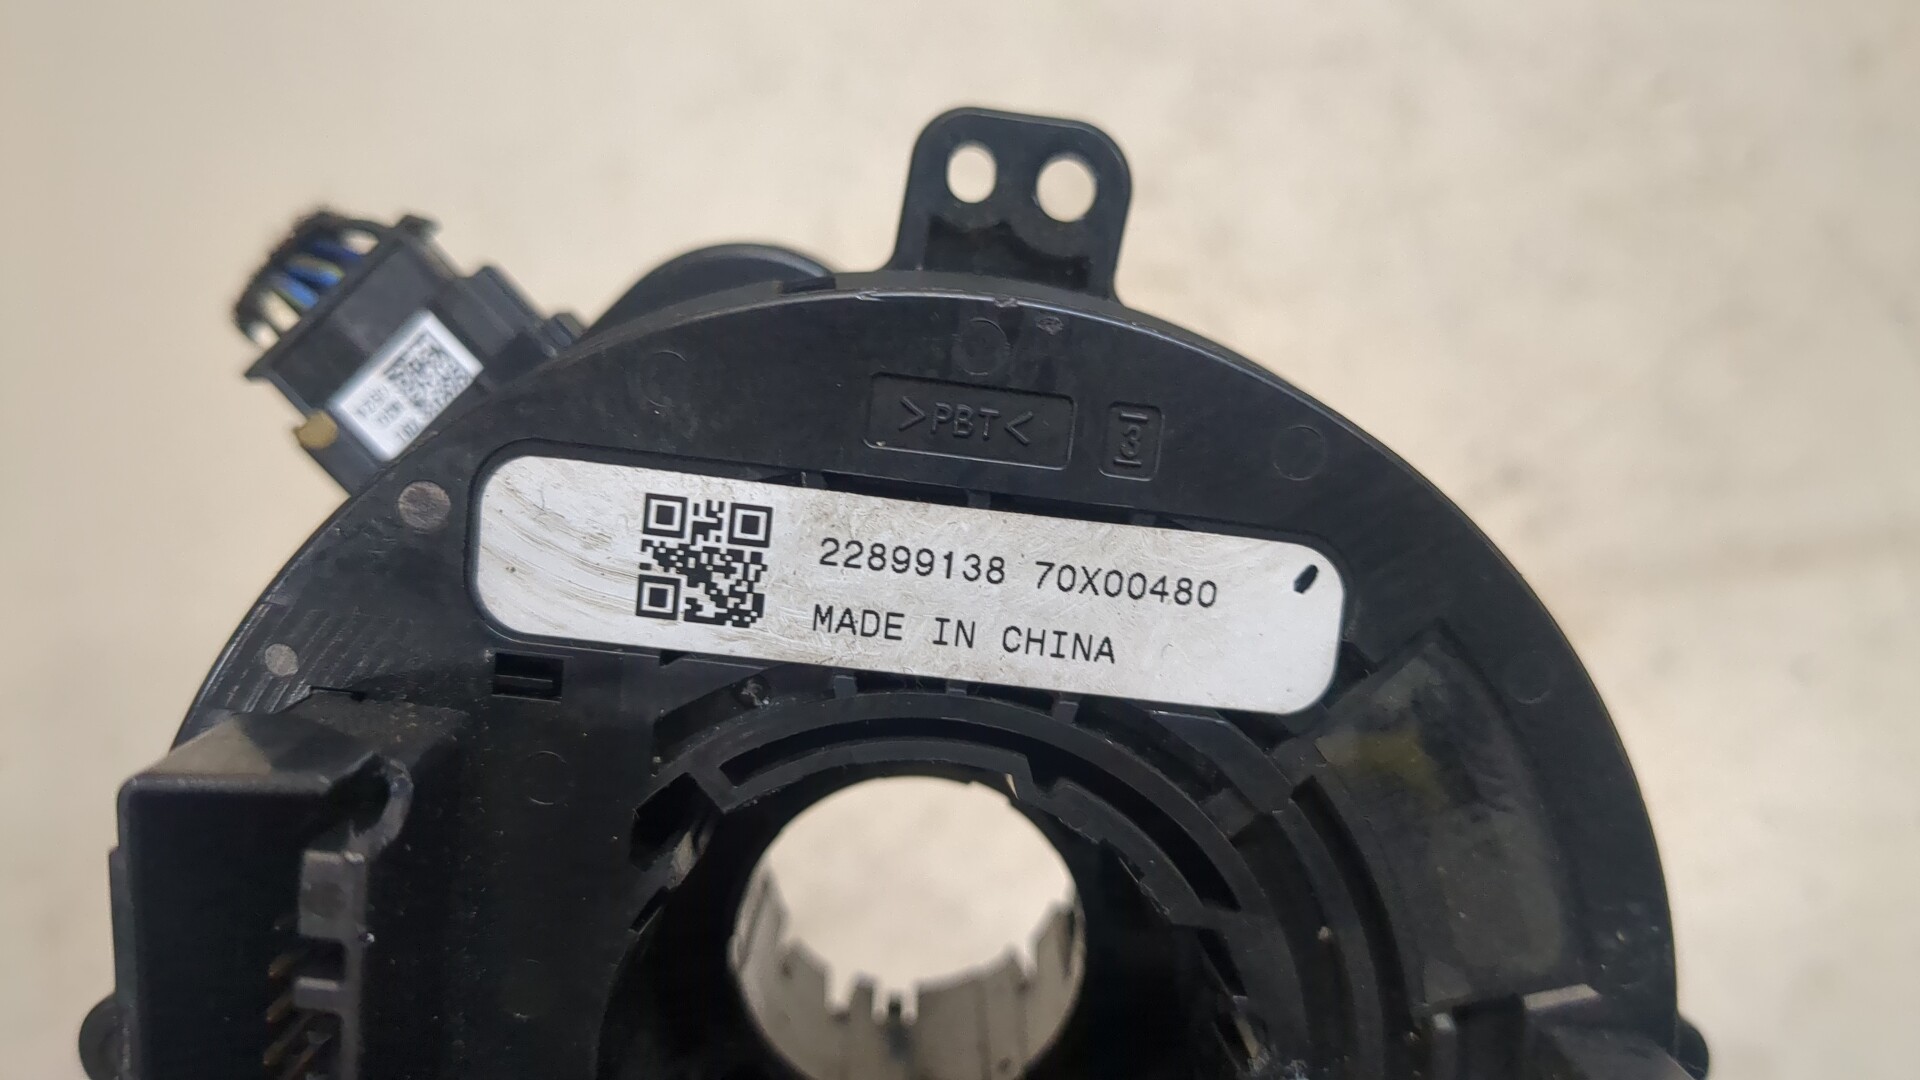 >PBT<
3
22899138 70X00480
MADE IN CHINA